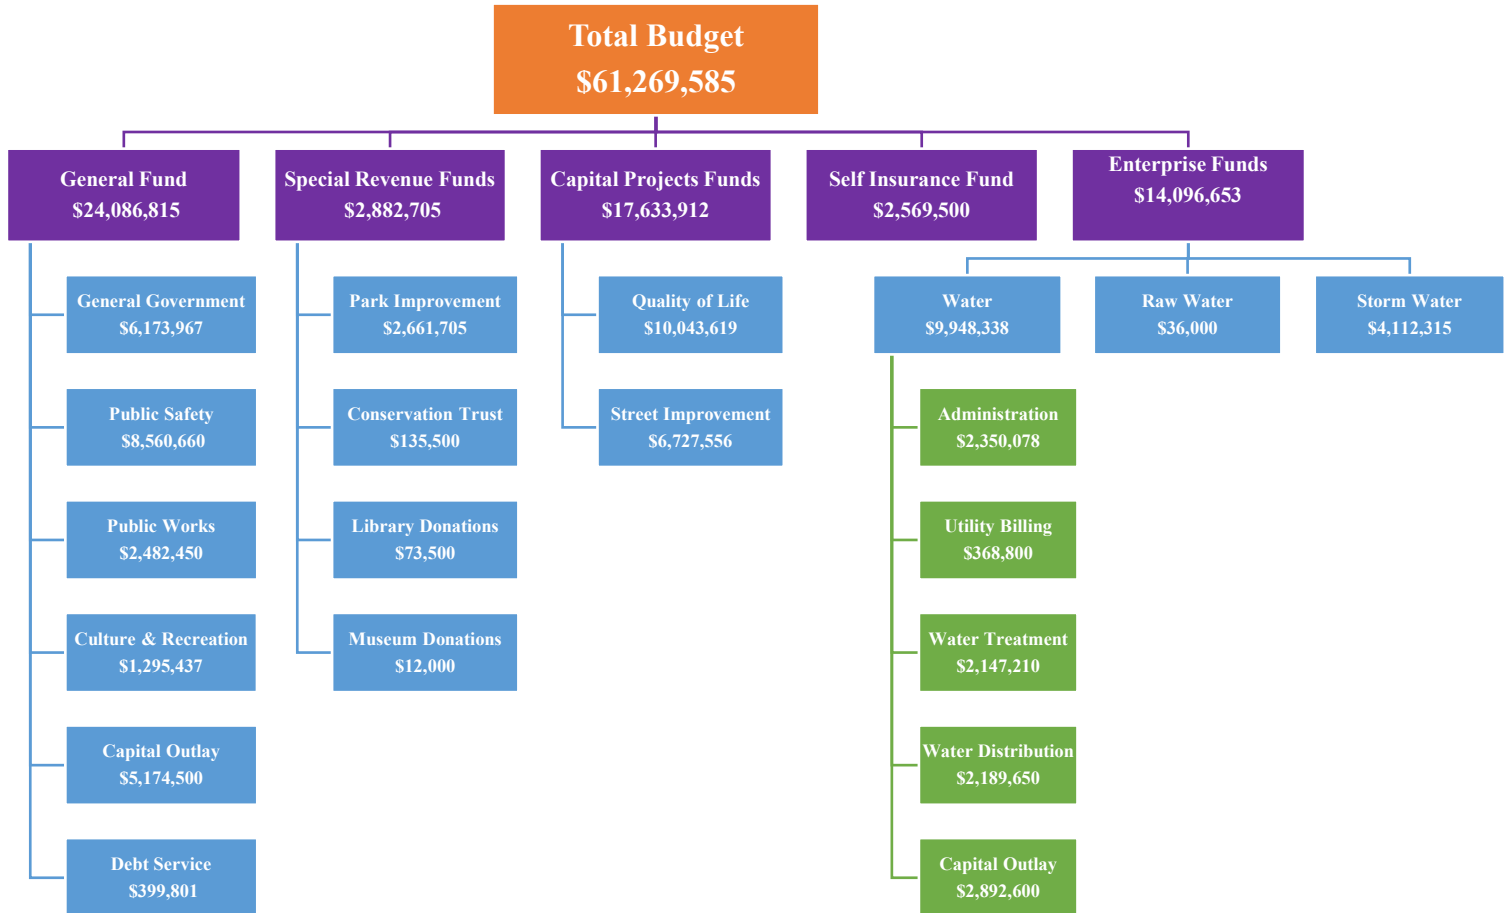 Total Budget
$61,269,585
General Fund
$24,086,815
Special Revenue Funds
$2,882,705
Capital Projects Funds
$17,633,912
Self Insurance Fund
$2,569,500
Enterprise Funds
$14,096,653
General Government
$6,173,967
Public Safety
$8,560,660
Public Works
$2,482,450
Culture & Recreation
$1,295,437
Capital Outlay
$5,174,500
Debt Service
$399,801
Park Improvement
$2,661,705
Conservation Trust
$135,500
Library Donations
$73,500
Museum Donations
$12,000
Quality of Life
$10,043,619
Street Improvement
$6,727,556
Water
$9,948,338
Raw Water
$36,000
Storm Water
$4,112,315
Administration
$2,350,078
Utility Billing
$368,800
Water Treatment
$2,147,210
Water Distribution
$2,189,650
Capital Outlay
$2,892,600